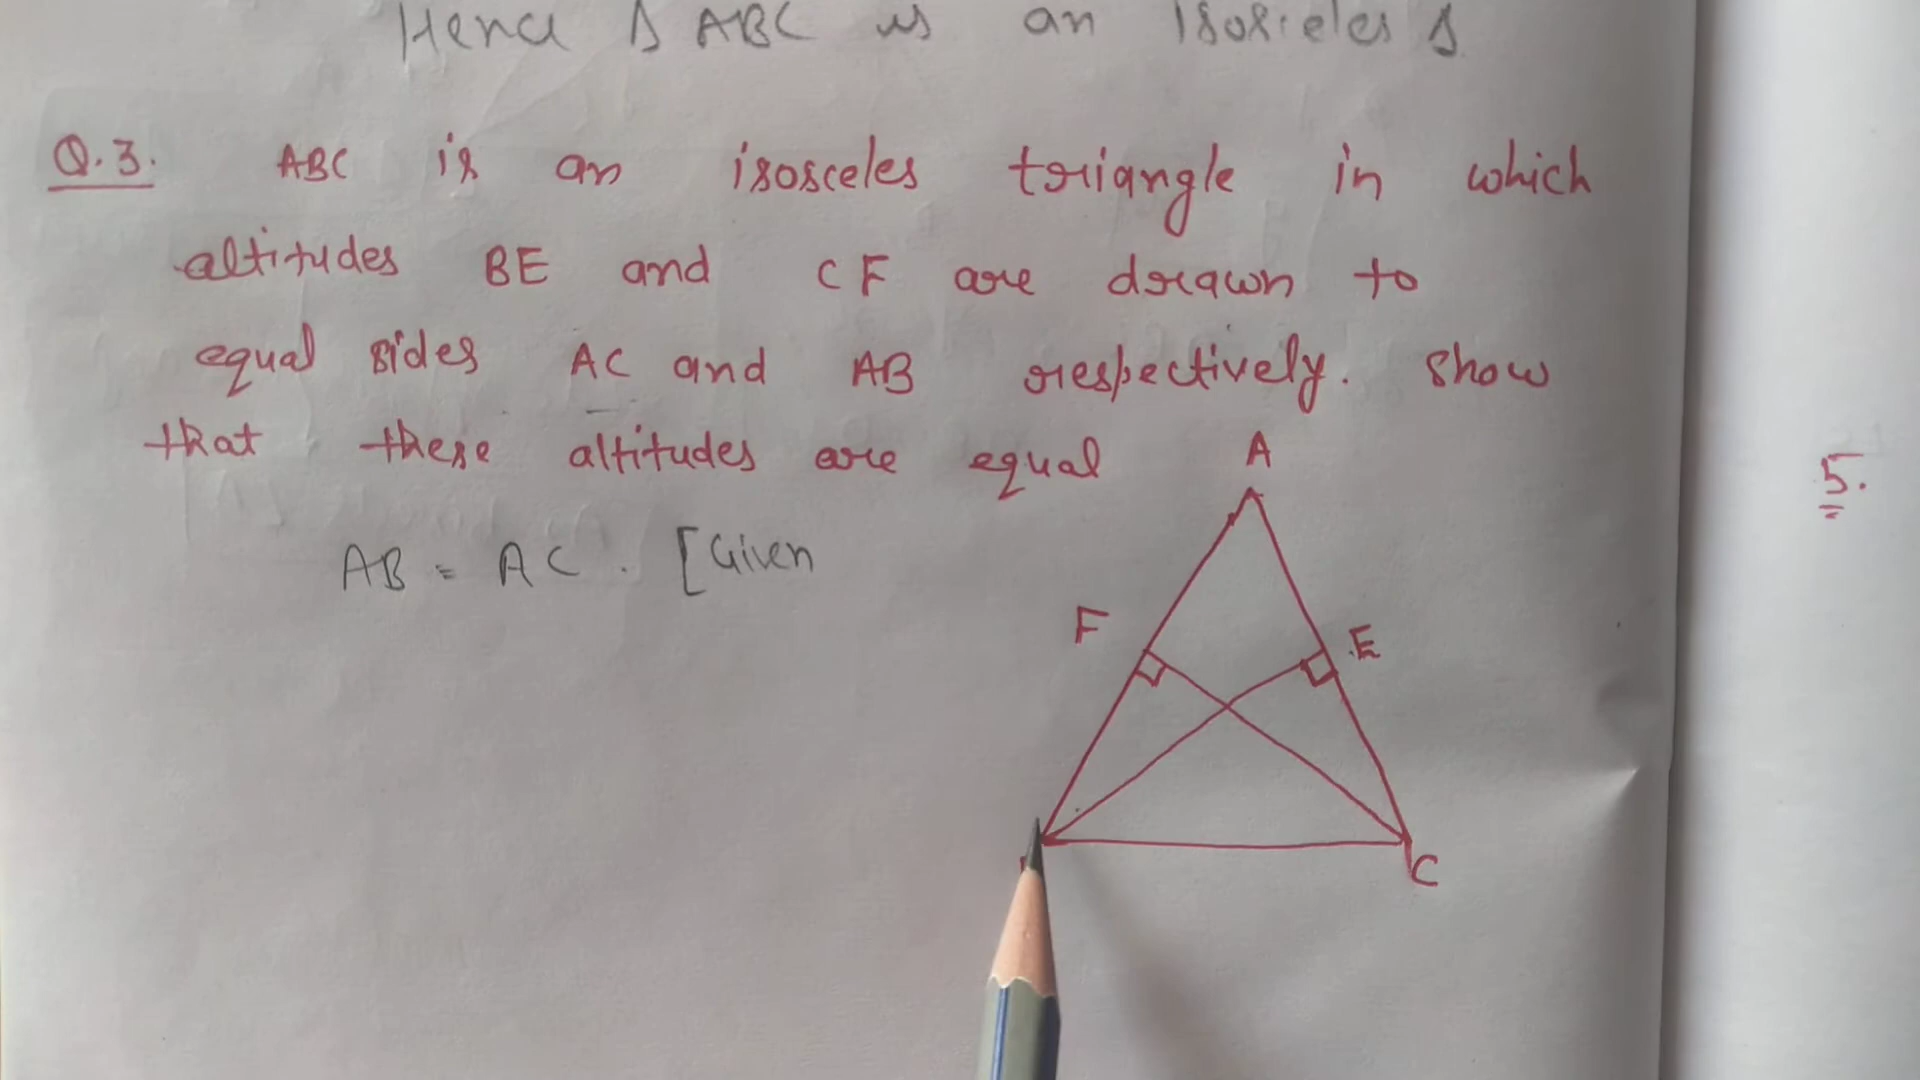 Hence Δ ABC is an Isosceles Δ
Q.3. ABC is an isosceles triangle in which
altitudes BE and CF are drawn to
equal sides AC and AB respectively. Show
that these altitudes are equal
A
5.
AB = AC . [Given
F
E
C